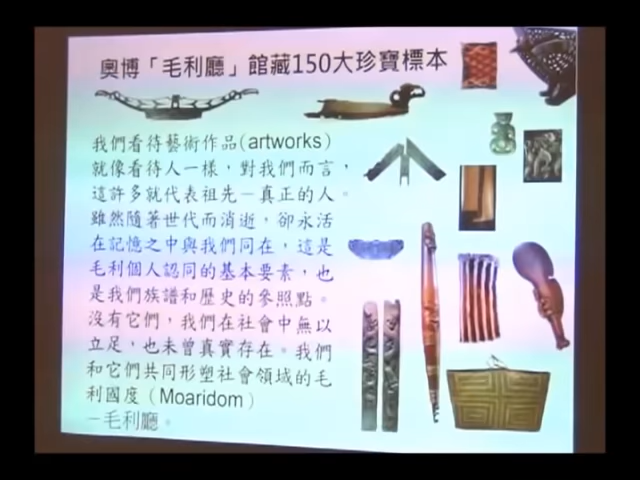 奧博「毛利廳」館藏150大珍寶標本
我們看待藝術作品(artworks)
就像看待人一樣，對我們而言，
這許多就代表祖先－真正的人。
雖然隨著世代而消逝，卻永活
在記憶之中與我們同在，這是
毛利個人認同的基本要素，也
是我們族譜和歷史的參照點。
沒有它們，我們在社會中無以
立足，也未曾真實存在。我們
和它們共同形塑社會領域的毛
利國度（Moaridom）
－毛利廳。